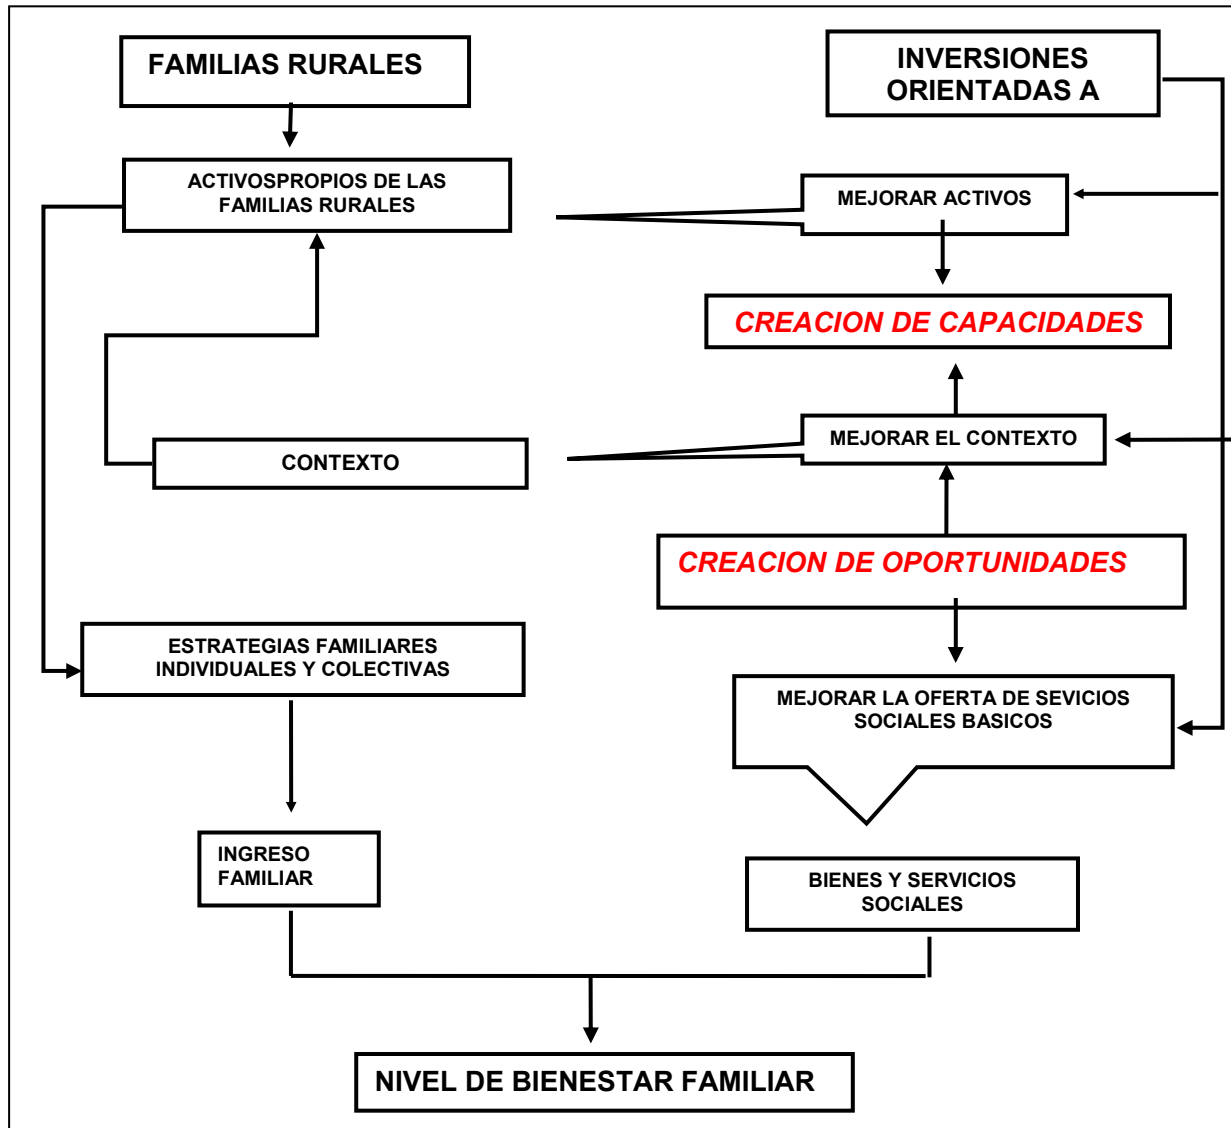 FAMILIAS RURALES
INVERSIONES
ORIENTADAS A
ACTIVOSPROPIOS DE LAS
FAMILIAS RURALES
MEJORAR ACTIVOS
CREACION DE CAPACIDADES
MEJORAR EL CONTEXTO
CONTEXTO
CREACION DE OPORTUNIDADES
ESTRATEGIAS FAMILIARES
INDIVIDUALES Y COLECTIVAS
MEJORAR LA OFERTA DE SEVICIOS
SOCIALES BASICOS
INGRESO
FAMILIAR
BIENES Y SERVICIOS
SOCIALES
NIVEL DE BIENESTAR FAMILIAR